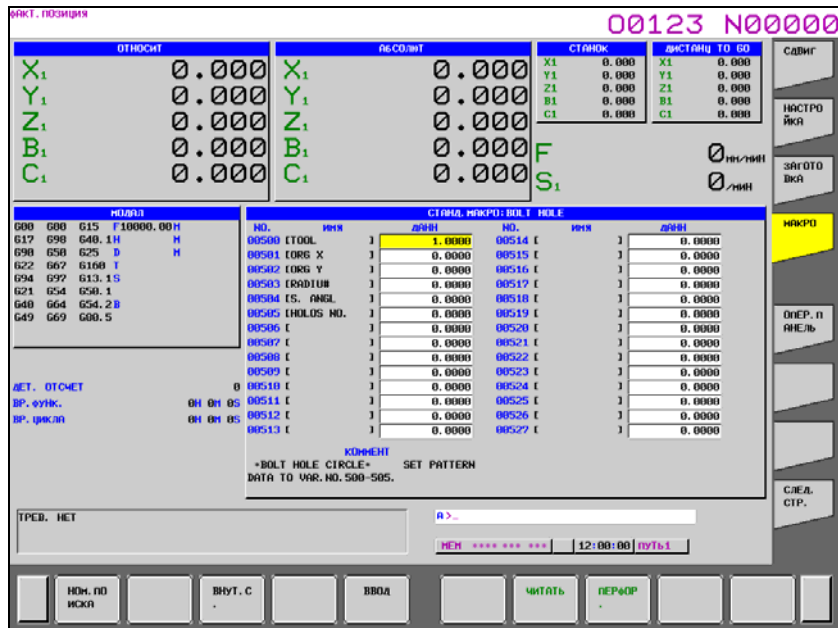 ФАКТ. ПОЗИЦИЯ
O0123 N00000
ОТНОСИТ
X1 0.000
Y1 0.000
Z1 0.000
B1 0.000
C1 0.000
АБСОЛЮТ
X1 0.000
Y1 0.000
Z1 0.000
B1 0.000
C1 0.000
СТАНОК
X1 0.000
Y1 0.000
Z1 0.000
B1 0.000
C1 0.000
ДИСТАНЦ TO GO
X1 0.000
Y1 0.000
Z1 0.000
B1 0.000
C1 0.000
F 0 ММ/МИН
S1 0 /МИН
МОДАЛ
G00 G80 G15 F10000.00 M
G17 G98 G40.1 H M
G90 G50 G25 D M
G22 G67 G160 T
G94 G97 G13.1 S
G21 G54 G50.1
G40 G64 G54.2 B
G49 G69 G80.5
ДЕТ. ОТСЧЕТ 0
ВР.ФУНК. 0H 0M 0S
ВР.ЦИКЛА 0H 0M 0S
СТАНД.МАКРО:BOLT HOLE
NO. ИМЯ ДАНН NO. ИМЯ ДАНН
00500 [TOOL ] 1.0000 00514 [ ] 0.0000
00501 [ORG X ] 0.0000 00515 [ ] 0.0000
00502 [ORG Y ] 0.0000 00516 [ ] 0.0000
00503 [RADIU# ] 0.0000 00517 [ ] 0.0000
00504 [S. ANGL ] 0.0000 00518 [ ] 0.0000
00505 [HOLOS NO. ] 0.0000 00519 [ ] 0.0000
00506 [ ] 0.0000 00520 [ ] 0.0000
00507 [ ] 0.0000 00521 [ ] 0.0000
00508 [ ] 0.0000 00522 [ ] 0.0000
00509 [ ] 0.0000 00523 [ ] 0.0000
00510 [ ] 0.0000 00524 [ ] 0.0000
00511 [ ] 0.0000 00525 [ ] 0.0000
00512 [ ] 0.0000 00526 [ ] 0.0000
00513 [ ] 0.0000 00527 [ ] 0.0000
КОММЕНТ
*BOLT HOLE CIRCLE* SET PATTERN
DATA TO VAR.NO.500-505.
ТРЕВ. НЕТ
A>_
MEM **** *** *** 12:00:00 ПУТЬ1
СДВИГ
НАСТРО
ЙКА
ЗАГОТО
ВКА
МАКРО
ОПЕР.П
АНЕЛЬ
СЛЕД.
СТР.
НОМ.ПО
ИСКА
ВНУТ.С
.
ВВОД
ЧИТАТЬ
ПЕРФОР
.